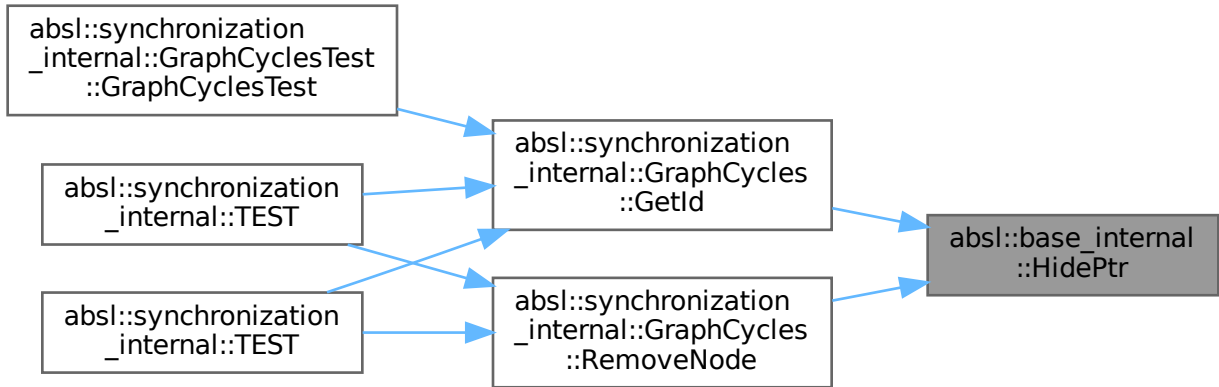 absl::synchronization
_internal::GraphCyclesTest
::GraphCyclesTest
absl::synchronization
_internal::TEST
absl::synchronization
_internal::TEST
absl::synchronization
_internal::GraphCycles
::GetId
absl::synchronization
_internal::GraphCycles
::RemoveNode
absl::base_internal
::HidePtr